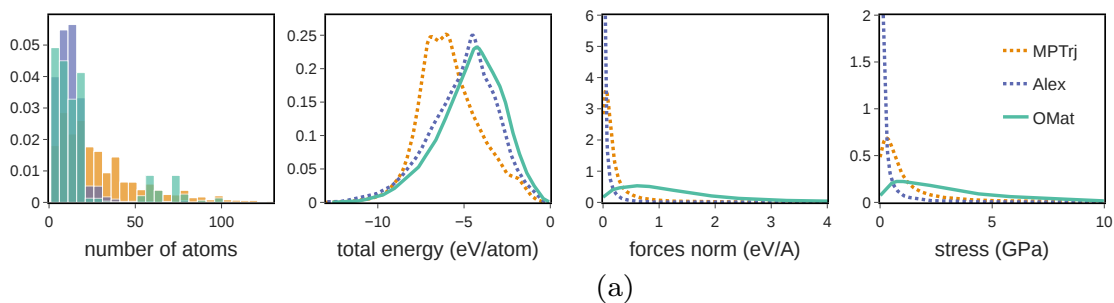 0.05
0.04
0.03
0.02
0.01
0
0 50 100
number of atoms
0.25
0.2
0.15
0.1
0.05
0
−10 −5 0
total energy (eV/atom)
6
5
4
3
2
1
0
0 1 2 3 4
forces norm (eV/A)
2
1.5
1
0.5
0
0 5 10
stress (GPa)
MPTrj
Alex
OMat
(a)